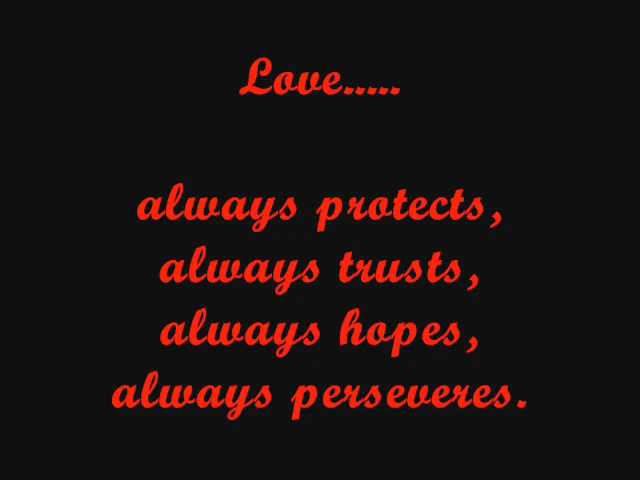 Love.....
always protects,
always trusts,
always hopes,
always perseveres.